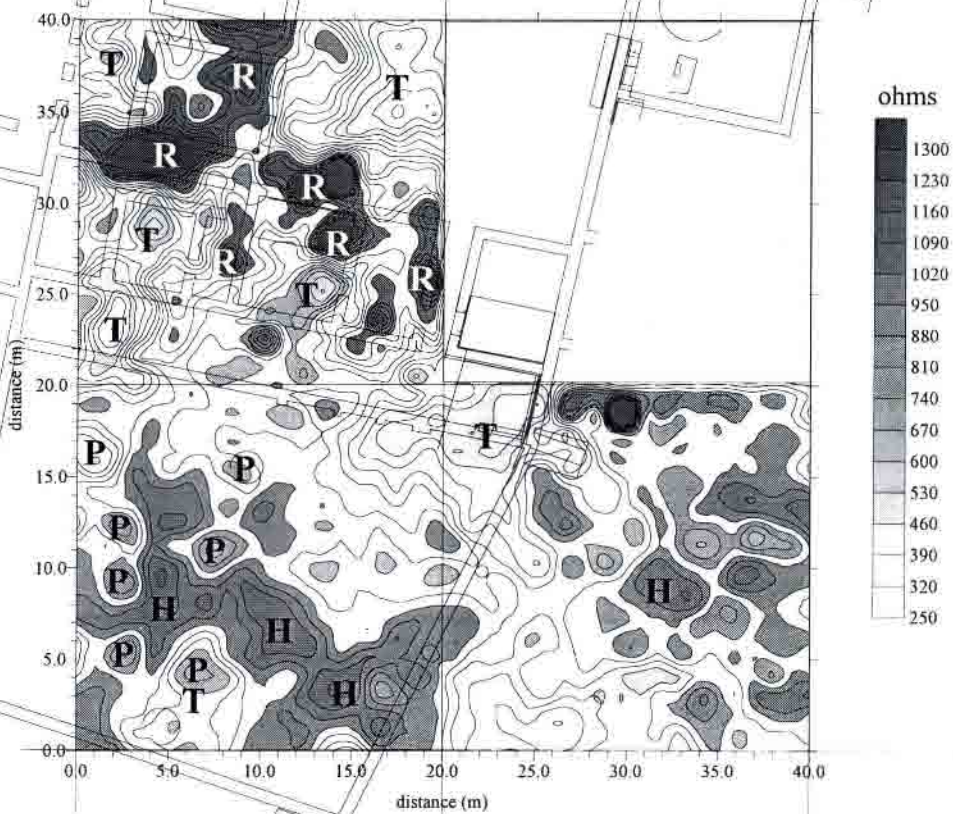 40.0
T
R
T
ohms
35.0
1300
R
1230
R
1160
30.0
1090
T
R
1020
R
R
950
25.0
T
880
T
810
20.0
740
T
670
P
P
600
15.0
530
P
460
P
390
10.0
P
320
H
H
250
H
P
5.0
P
H
T
0.0
0.0 5.0 10.0 15.0 20.0 25.0 30.0 35.0 40.0
distance (m)
distance (m)